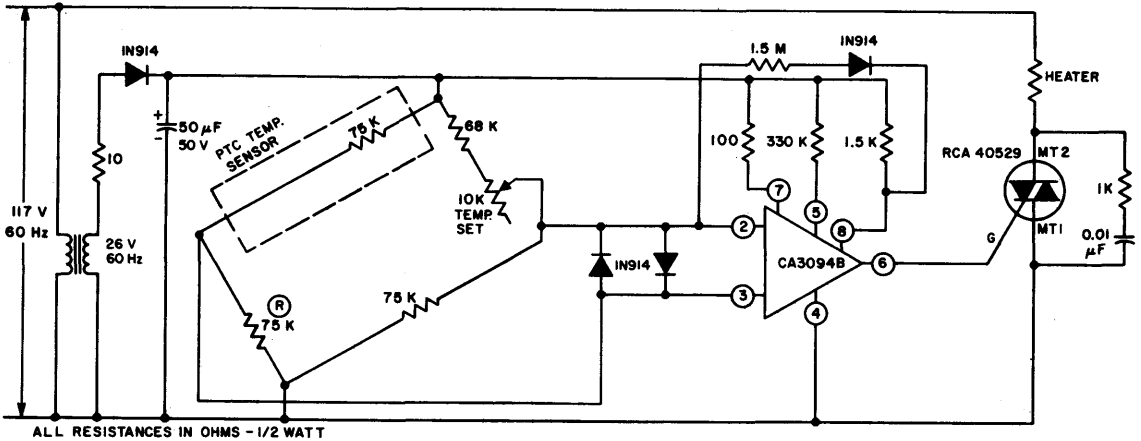 117 V
60 Hz
1N914
50 µF
50 V
+
-
10
26 V
60 Hz
PTC TEMP.
SENSOR
75 K
68 K
10K
TEMP.
SET
R
75 K
75 K
1N914
1.5 M
1N914
100
330 K
1.5 K
7
5
8
2
3
6
4
CA3094B
HEATER
RCA 40529
MT2
MT1
G
1K
0.01
µF
ALL RESISTANCES IN OHMS - 1/2 WATT